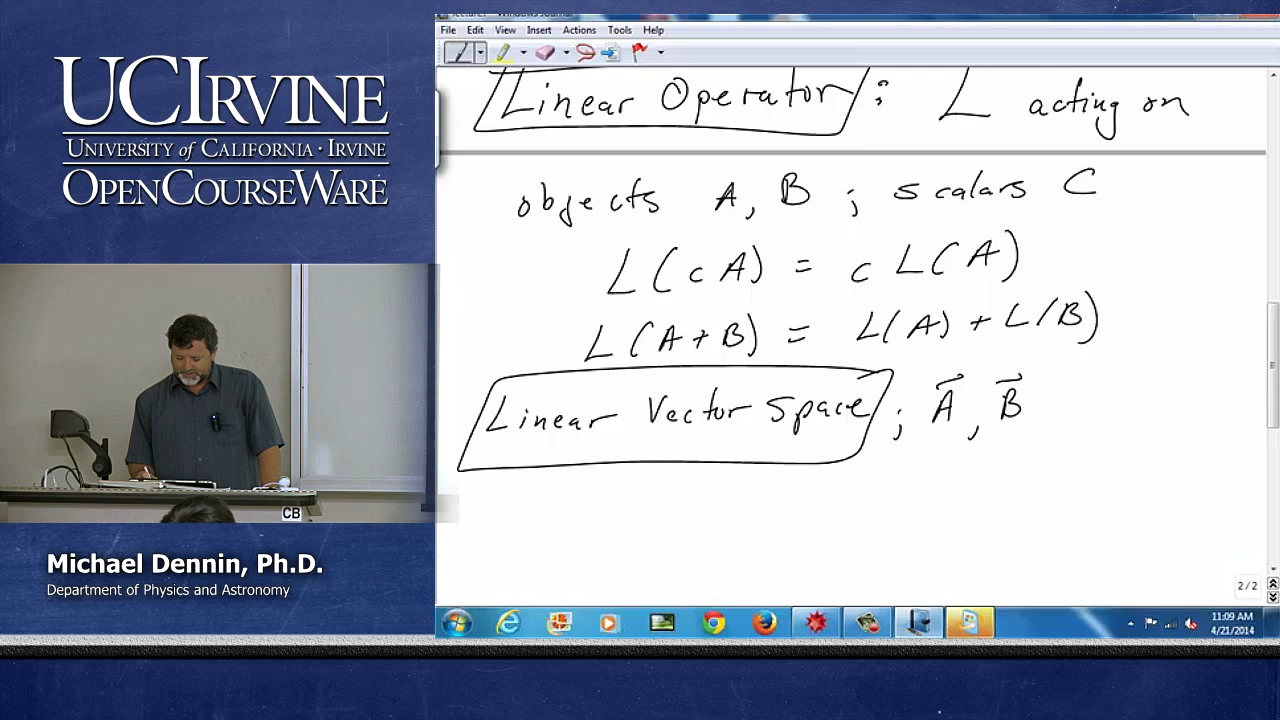 UCIRVINE
UNIVERSITY of CALIFORNIA · IRVINE
OPENCOURSEWARE
CB
Michael Dennin, Ph.D.
Department of Physics and Astronomy
File Edit View Insert Actions Tools Help
Linear Operator : L acting on
objects A, B ; scalars C
L(cA) = c L(A)
L(A+B) = L(A) + L(B)
Linear Vector Space ; A⃗, B⃗
2 / 2
11:09 AM
4/21/2014